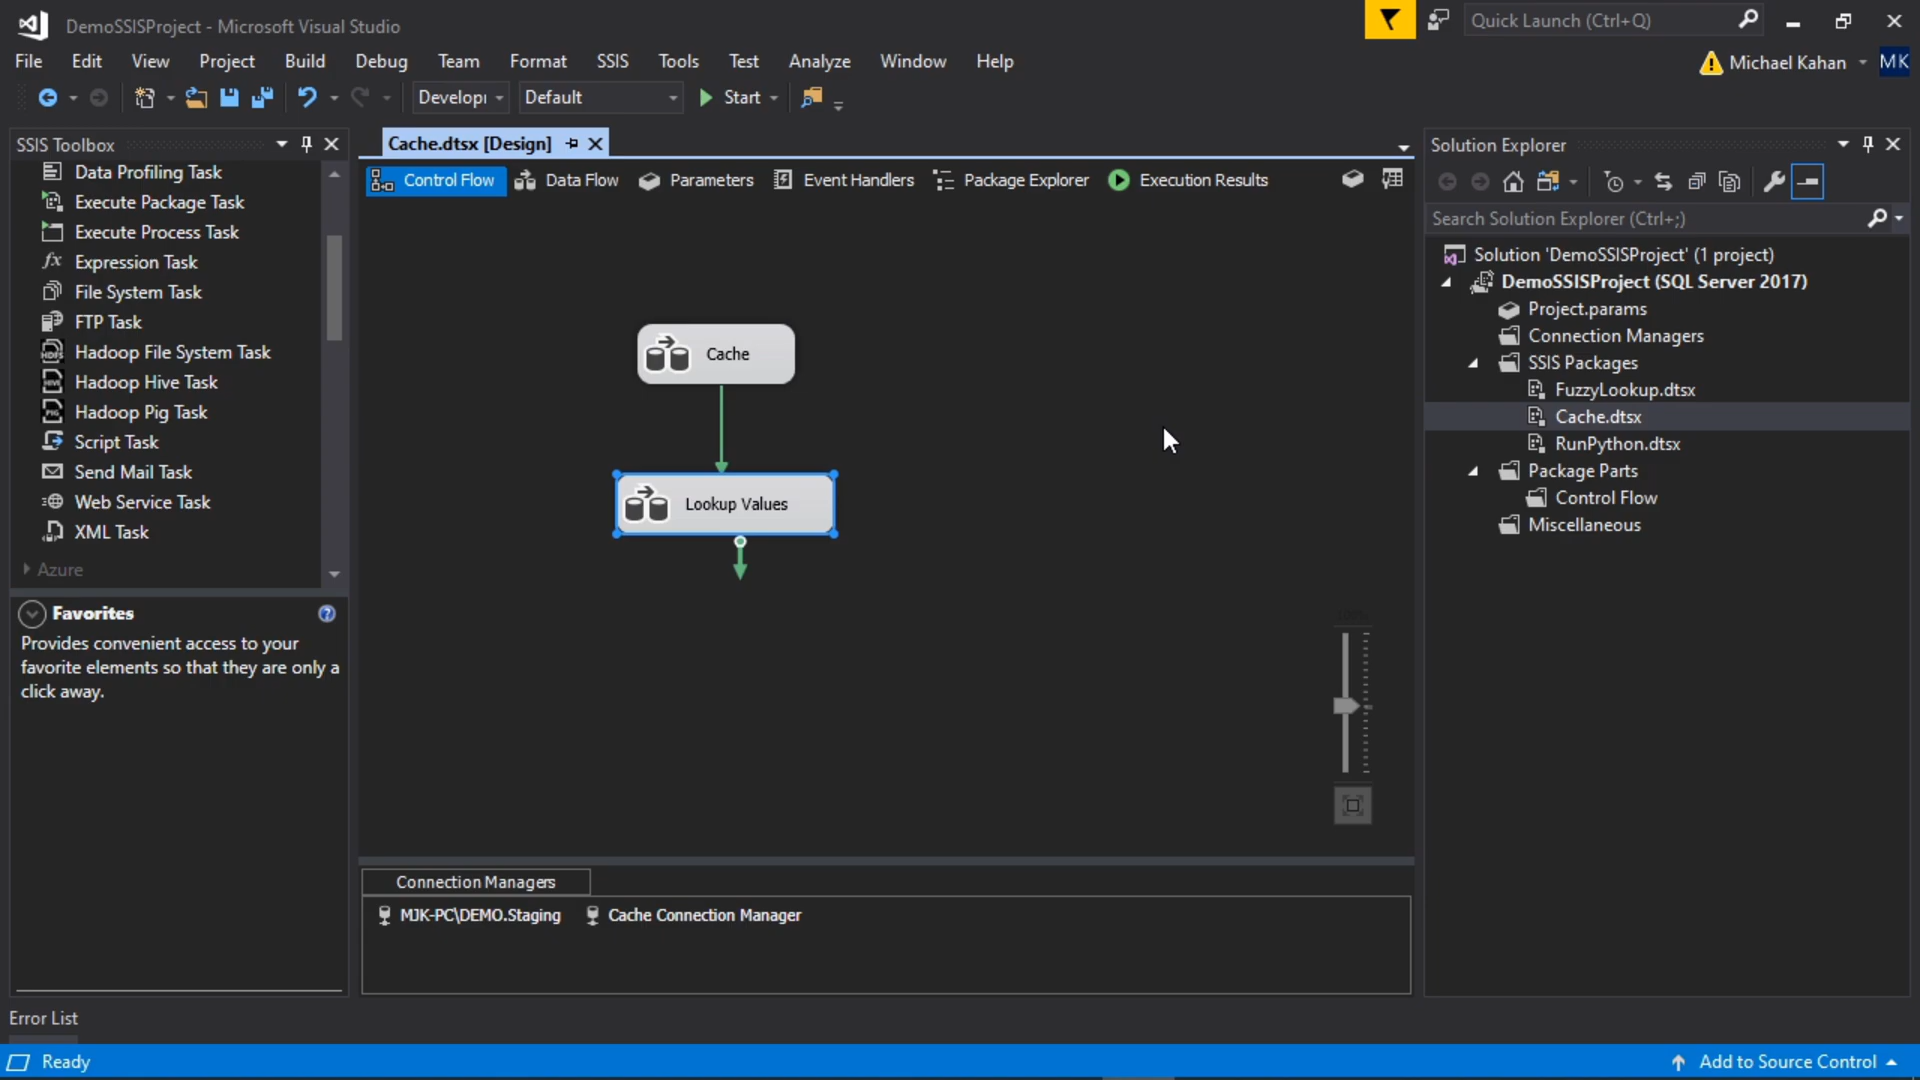 DemoSSISProject - Microsoft Visual Studio
Quick Launch (Ctrl+Q)
File Edit View Project Build Debug Team Format SSIS Tools Test Analyze Window Help
Michael Kahan MK
Developi Default Start
SSIS Toolbox
Data Profiling Task
Execute Package Task
Execute Process Task
fx Expression Task
File System Task
FTP Task
Hadoop File System Task
Hadoop Hive Task
Hadoop Pig Task
Script Task
Send Mail Task
Web Service Task
XML Task
Azure
Favorites
Provides convenient access to your
favorite elements so that they are only a
click away.
Cache.dtsx [Design]
Control Flow Data Flow Parameters Event Handlers Package Explorer Execution Results
Cache
Lookup Values
Connection Managers
MJK-PC\DEMO.Staging Cache Connection Manager
Solution Explorer
Search Solution Explorer (Ctrl+;)
Solution 'DemoSSISProject' (1 project)
DemoSSISProject (SQL Server 2017)
Project.params
Connection Managers
SSIS Packages
FuzzyLookup.dtsx
Cache.dtsx
RunPython.dtsx
Package Parts
Control Flow
Miscellaneous
Error List
Ready
Add to Source Control